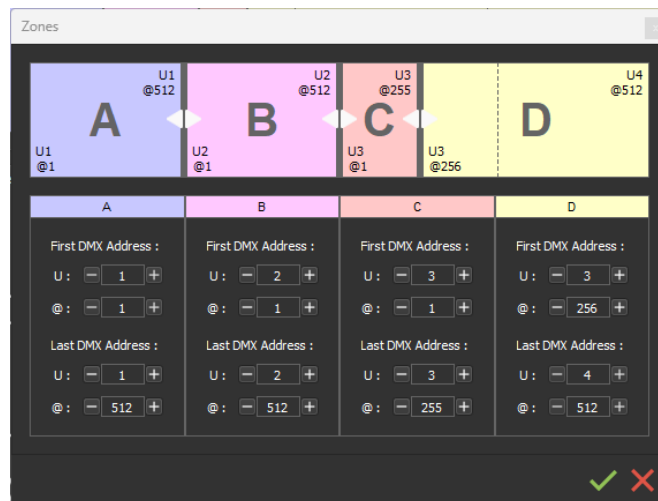 Zones
U1
@512
A
U1
@1
U2
@512
B
U2
@1
U3
@255
C
U3
@1
U4
@512
D
U3
@256
A B C D
First DMX Address : First DMX Address : First DMX Address : First DMX Address :
U : − 1 + U : − 2 + U : − 3 + U : − 3 +
@ : − 1 + @ : − 1 + @ : − 1 + @ : − 256 +
Last DMX Address : Last DMX Address : Last DMX Address : Last DMX Address :
U : − 1 + U : − 2 + U : − 3 + U : − 4 +
@ : − 512 + @ : − 512 + @ : − 255 + @ : − 512 +